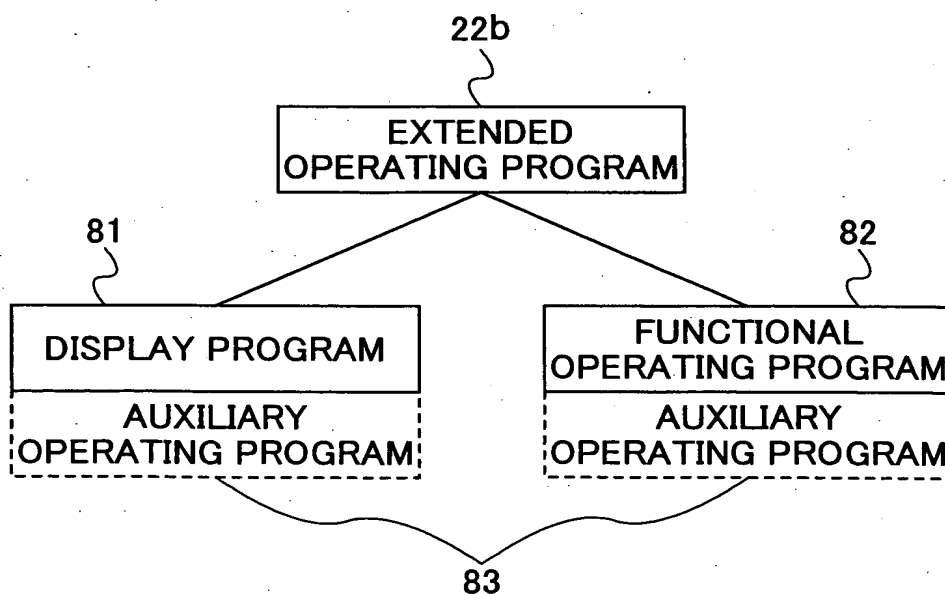 22b
EXTENDED
OPERATING PROGRAM
81
82
DISPLAY PROGRAM
FUNCTIONAL
OPERATING PROGRAM
AUXILIARY
OPERATING PROGRAM
AUXILIARY
OPERATING PROGRAM
83